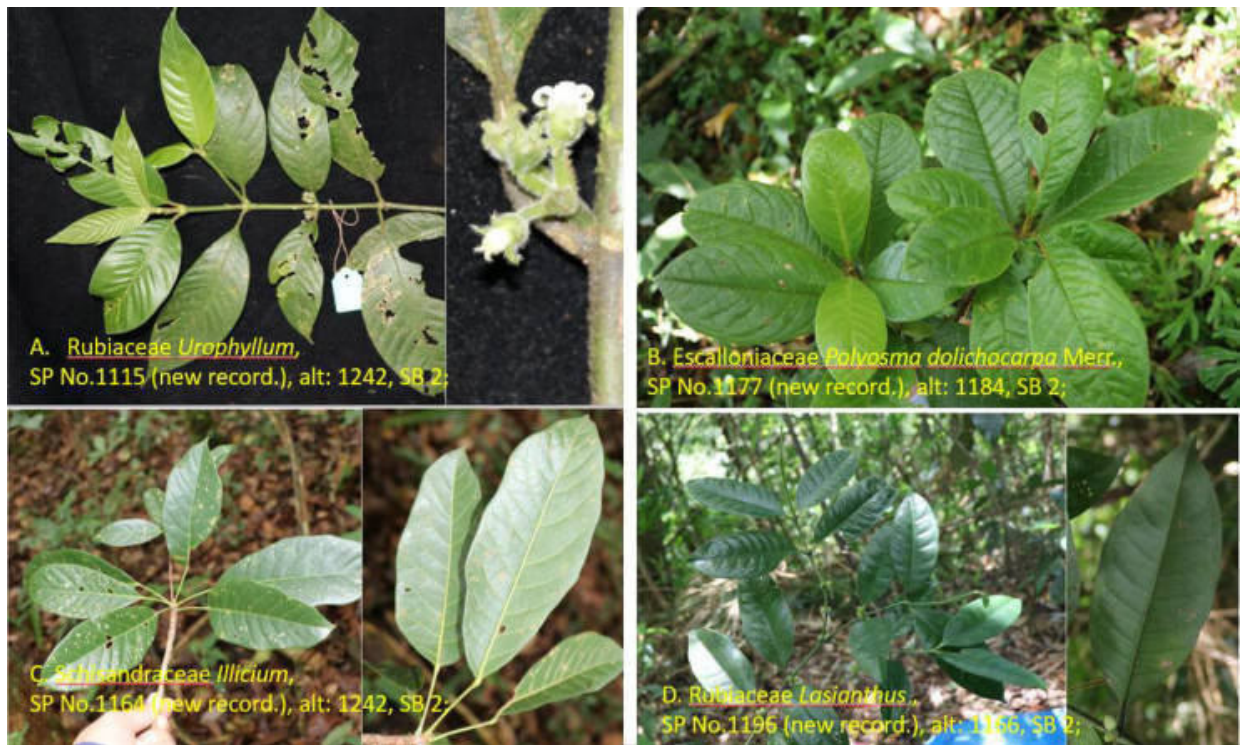 A. Rubiaceae Urophyllum,
SP No.1115 (new record.), alt: 1242, SB 2;
B. Escalloniaceae Polyosma dolichocarpa Merr.,
SP No.1177 (new record.), alt: 1184, SB 2;
C. Schisandraceae Illicium,
SP No.1164 (new record.), alt: 1242, SB 2;
D. Rubiaceae Lasianthus ,
SP No.1196 (new record.), alt: 1166, SB 2;